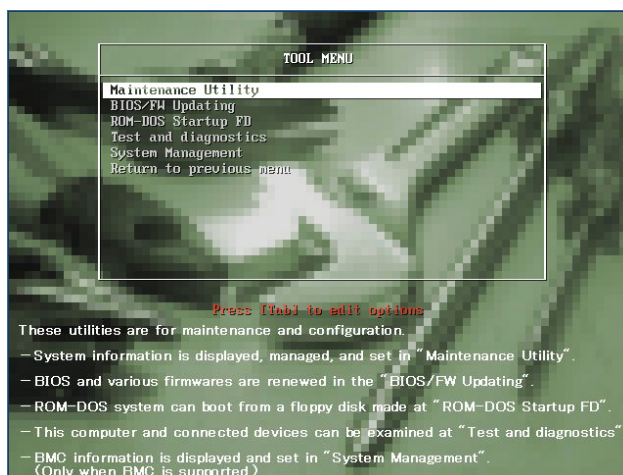 TOOL MENU
Maintenance Utility
BIOS/FW Updating
ROM-DOS Startup FD
Test and diagnostics
System Management
Return to previous menu
Press [Tab] to edit options
These utilities are for maintenance and configuration.
-System information is displayed, managed, and set in "Maintenance Utility".
-BIOS and various firmwares are renewed in the "BIOS/FW Updating".
-ROM-DOS system can boot from a floppy disk made at "ROM-DOS Startup FD".
-This computer and connected devices can be examined at "Test and diagnostics"
-BMC information is displayed and set in "System Management".
(Only when BMC is supported.)